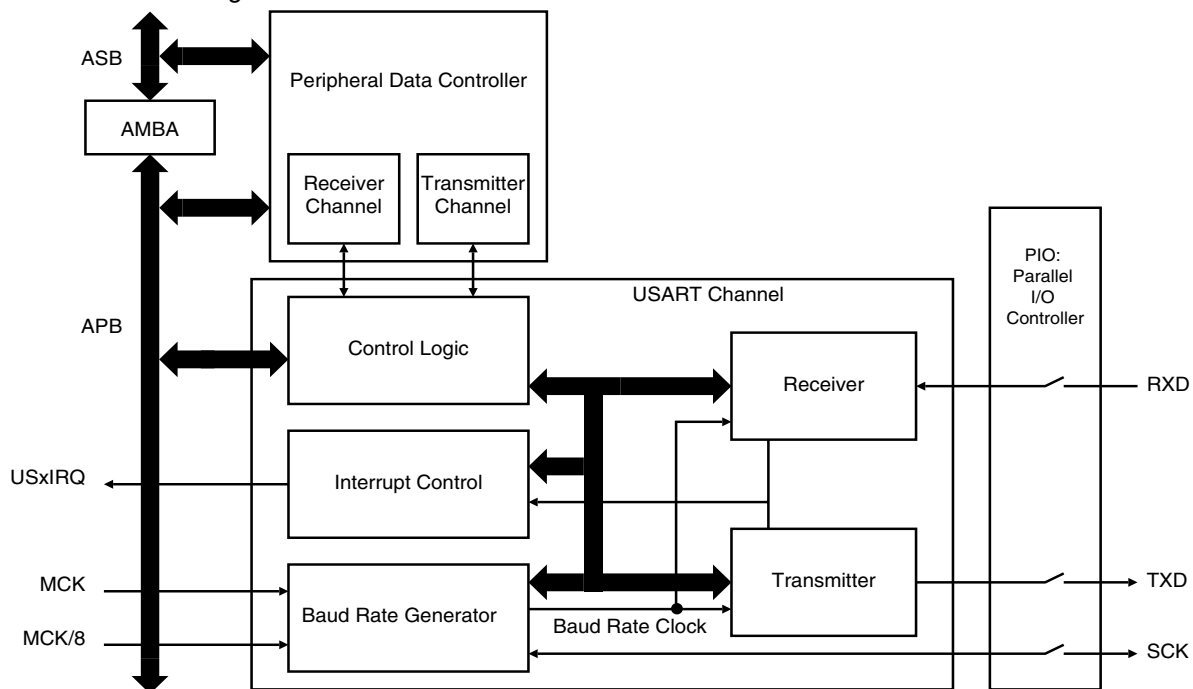 ASB
Peripheral Data Controller
AMBA
Receiver
Channel
Transmitter
Channel
PIO:
Parallel
I/O
Controller
USART Channel
APB
Control Logic
Receiver
RXD
USxIRQ
Interrupt Control
MCK
Baud Rate Generator
Transmitter
TXD
Baud Rate Clock
MCK/8
SCK